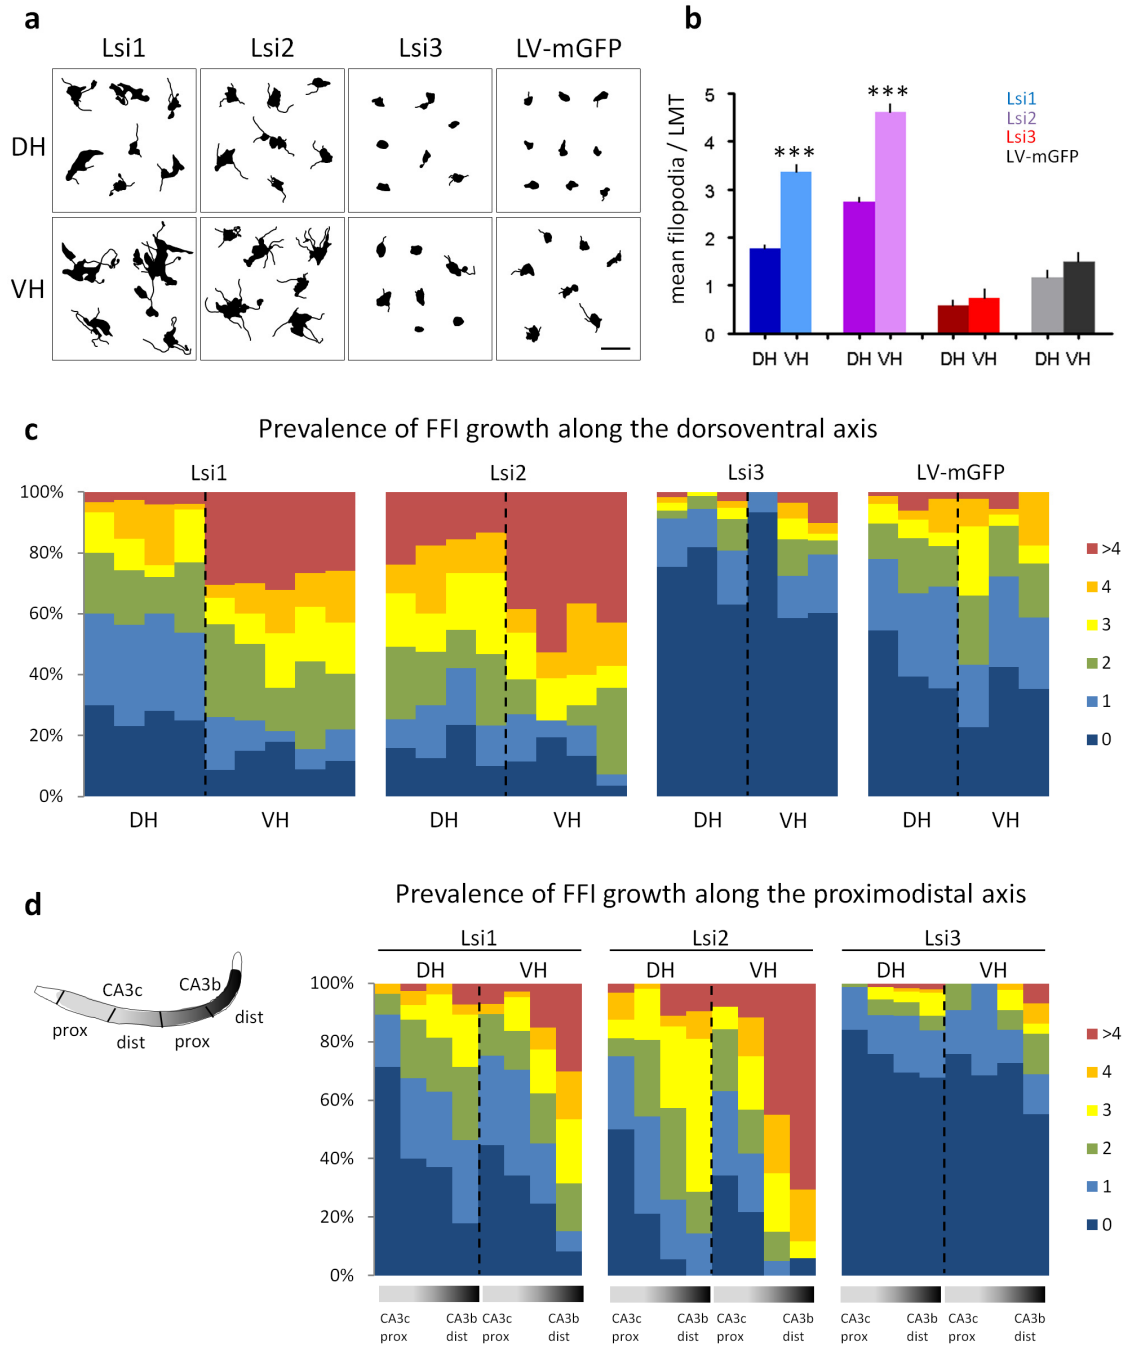 a
Lsi1 Lsi2 Lsi3 LV-mGFP
DH
VH
b
mean filopodia / LMT
5
4
3
2
1
0
***
***
Lsi1
Lsi2
Lsi3
LV-mGFP
DH VH DH VH DH VH DH VH
c
Prevalence of FFI growth along the dorsoventral axis
Lsi1 Lsi2 Lsi3 LV-mGFP
100%
80%
60%
40%
20%
0%
DH VH DH VH DH VH DH VH
>4
4
3
2
1
0
d
Prevalence of FFI growth along the proximodistal axis
CA3c CA3b
prox dist prox dist
Lsi1 Lsi2 Lsi3
DH VH DH VH DH VH
100%
80%
60%
40%
20%
0%
>4
4
3
2
1
0
CA3c CA3b CA3c CA3b CA3c CA3b CA3c CA3b CA3c CA3b CA3c CA3b
prox dist prox dist prox dist prox dist prox dist prox dist